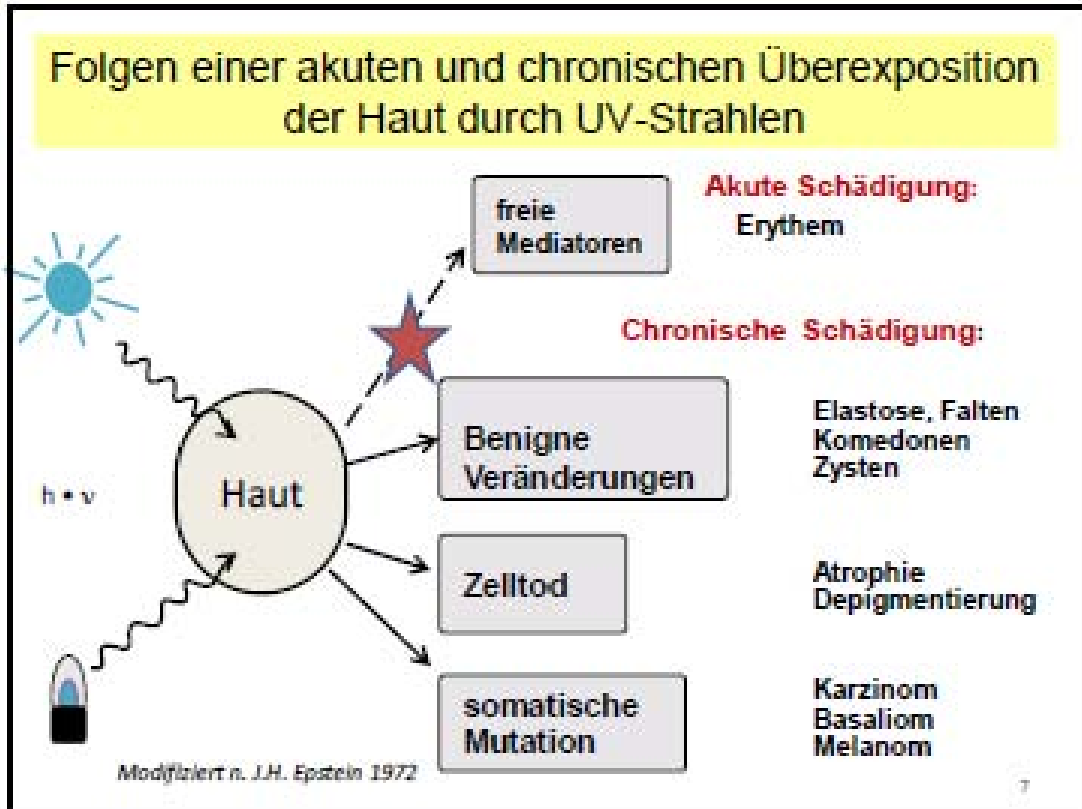 Folgen einer akuten und chronischen Überexposition
der Haut durch UV-Strahlen
freie
Mediatoren
Akute Schädigung:
Erythem
Chronische Schädigung:
Benigne
Veränderungen
Elastose, Falten
Komedonen
Zysten
h • ν
Haut
Zelltod
Atrophie
Depigmentierung
somatische
Mutation
Karzinom
Basaliom
Melanom
Modifiziert n. J.H. Epstein 1972
7